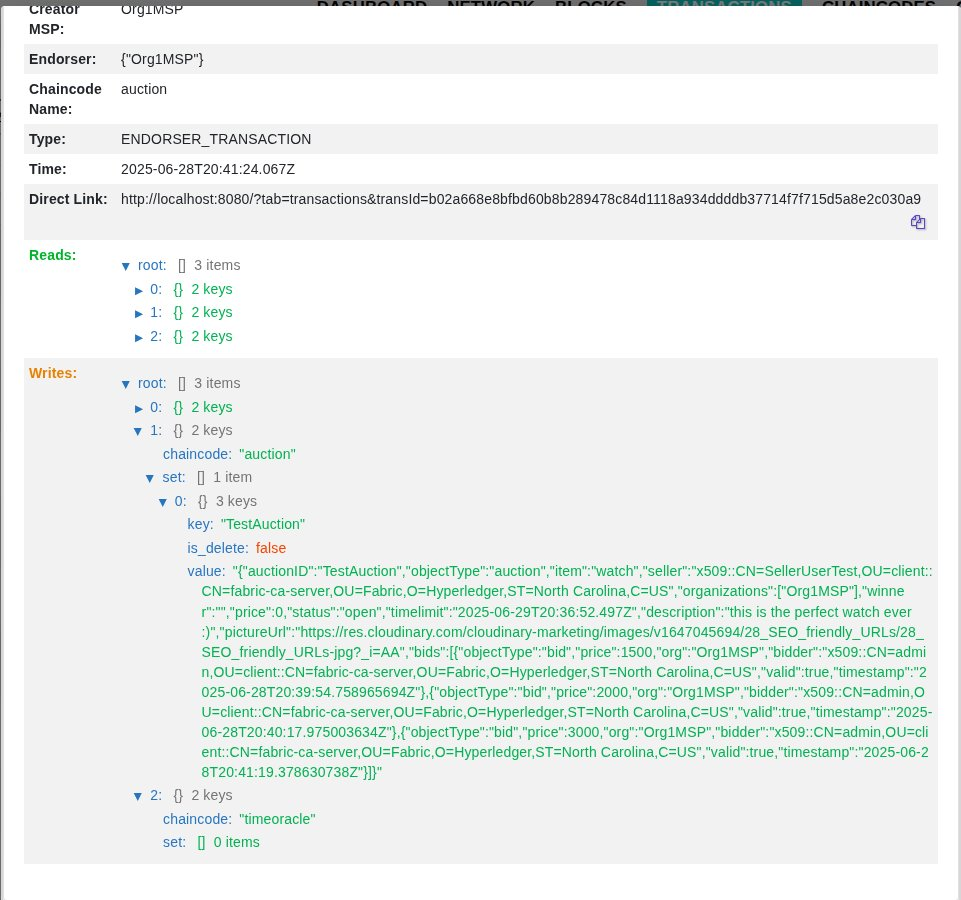 DASHBOARD NETWORK BLOCKS TRANSACTIONS CHAINCODES
Creator Org1MSP
MSP:
Endorser: {"Org1MSP"}
Chaincode auction
Name:
Type: ENDORSER_TRANSACTION
Time: 2025-06-28T20:41:24.067Z
Direct Link: http://localhost:8080/?tab=transactions&transId=b02a668e8bfbd60b8b289478c84d1118a934ddddb37714f7f715d5a8e2c030a9
Reads:
▼ root: [] 3 items
▶ 0: {} 2 keys
▶ 1: {} 2 keys
▶ 2: {} 2 keys
Writes:
▼ root: [] 3 items
▶ 0: {} 2 keys
▼ 1: {} 2 keys
chaincode: "auction"
▼ set: [] 1 item
▼ 0: {} 3 keys
key: "TestAuction"
is_delete: false
value: "{"auctionID":"TestAuction","objectType":"auction","item":"watch","seller":"x509::CN=SellerUserTest,OU=client::
CN=fabric-ca-server,OU=Fabric,O=Hyperledger,ST=North Carolina,C=US","organizations":["Org1MSP"],"winne
r":"","price":0,"status":"open","timelimit":"2025-06-29T20:36:52.497Z","description":"this is the perfect watch ever
:)","pictureUrl":"https://res.cloudinary.com/cloudinary-marketing/images/v1647045694/28_SEO_friendly_URLs/28_
SEO_friendly_URLs-jpg?_i=AA","bids":[{"objectType":"bid","price":1500,"org":"Org1MSP","bidder":"x509::CN=admi
n,OU=client::CN=fabric-ca-server,OU=Fabric,O=Hyperledger,ST=North Carolina,C=US","valid":true,"timestamp":"2
025-06-28T20:39:54.758965694Z"},{"objectType":"bid","price":2000,"org":"Org1MSP","bidder":"x509::CN=admin,O
U=client::CN=fabric-ca-server,OU=Fabric,O=Hyperledger,ST=North Carolina,C=US","valid":true,"timestamp":"2025-
06-28T20:40:17.975003634Z"},{"objectType":"bid","price":3000,"org":"Org1MSP","bidder":"x509::CN=admin,OU=cli
ent::CN=fabric-ca-server,OU=Fabric,O=Hyperledger,ST=North Carolina,C=US","valid":true,"timestamp":"2025-06-2
8T20:41:19.378630738Z"}]}"
▼ 2: {} 2 keys
chaincode: "timeoracle"
set: [] 0 items